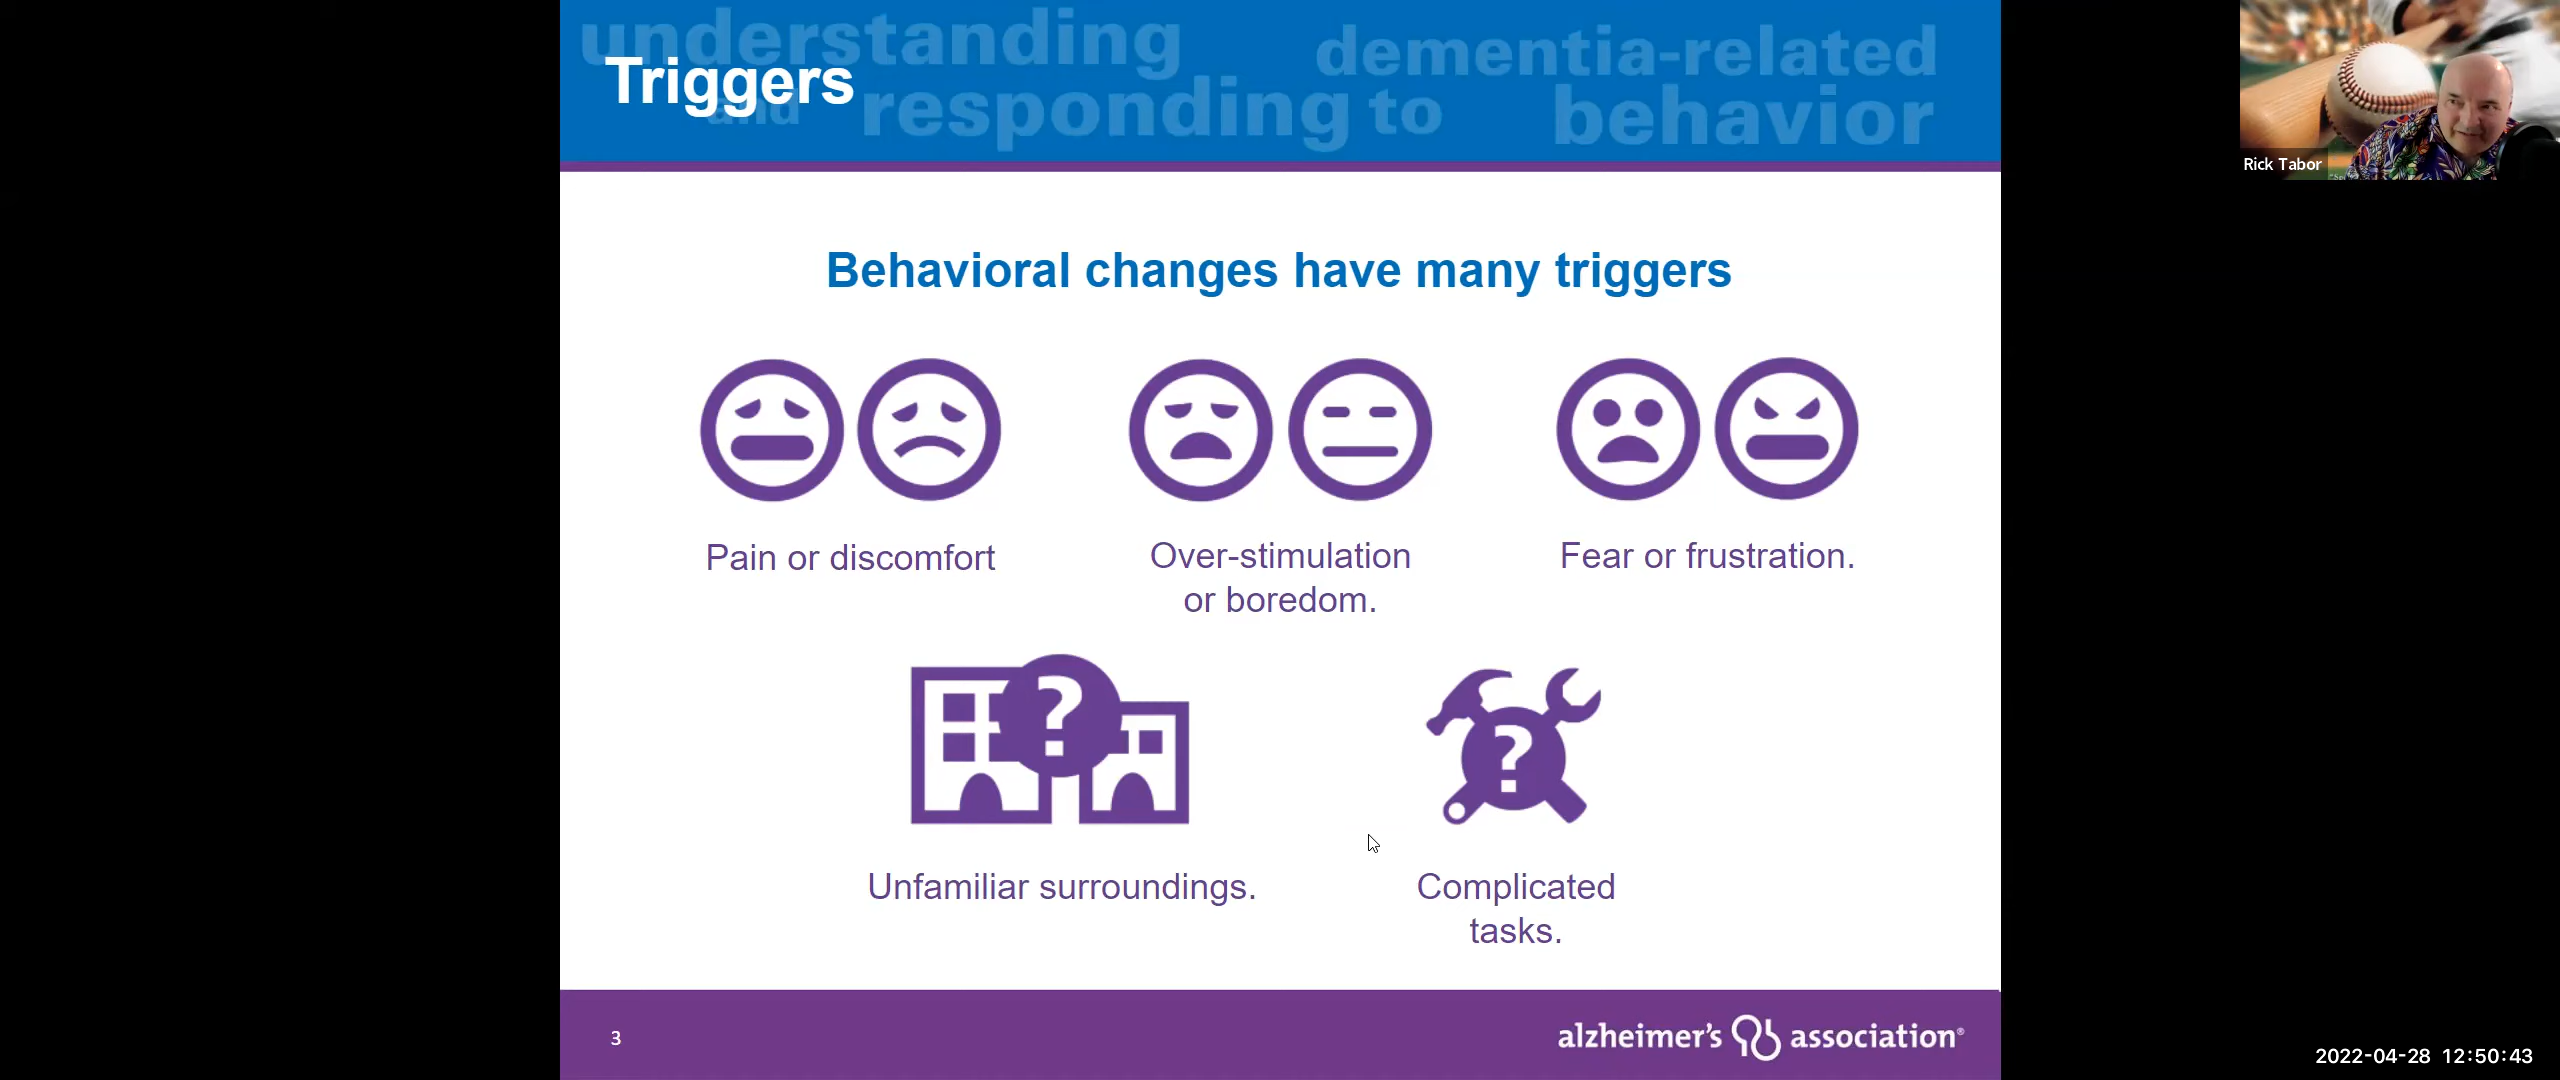 understanding
dementia-related
Triggers
and
responding to
behavior
Rick Tabor
Behavioral changes have many triggers
Pain or discomfort
Over-stimulation
or boredom.
Fear or frustration.
?
?
Unfamiliar surroundings.
Complicated
tasks.
3
alzheimer's association®
2022-04-28 12:50:43